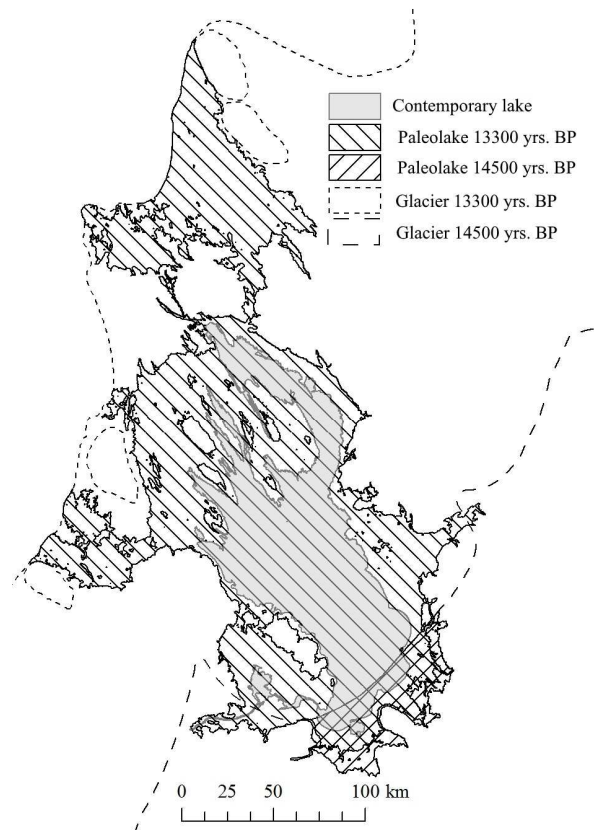 Contemporary lake
Paleolake 13300 yrs. BP
Paleolake 14500 yrs. BP
Glacier 13300 yrs. BP
Glacier 14500 yrs. BP
0 25 50 100 km